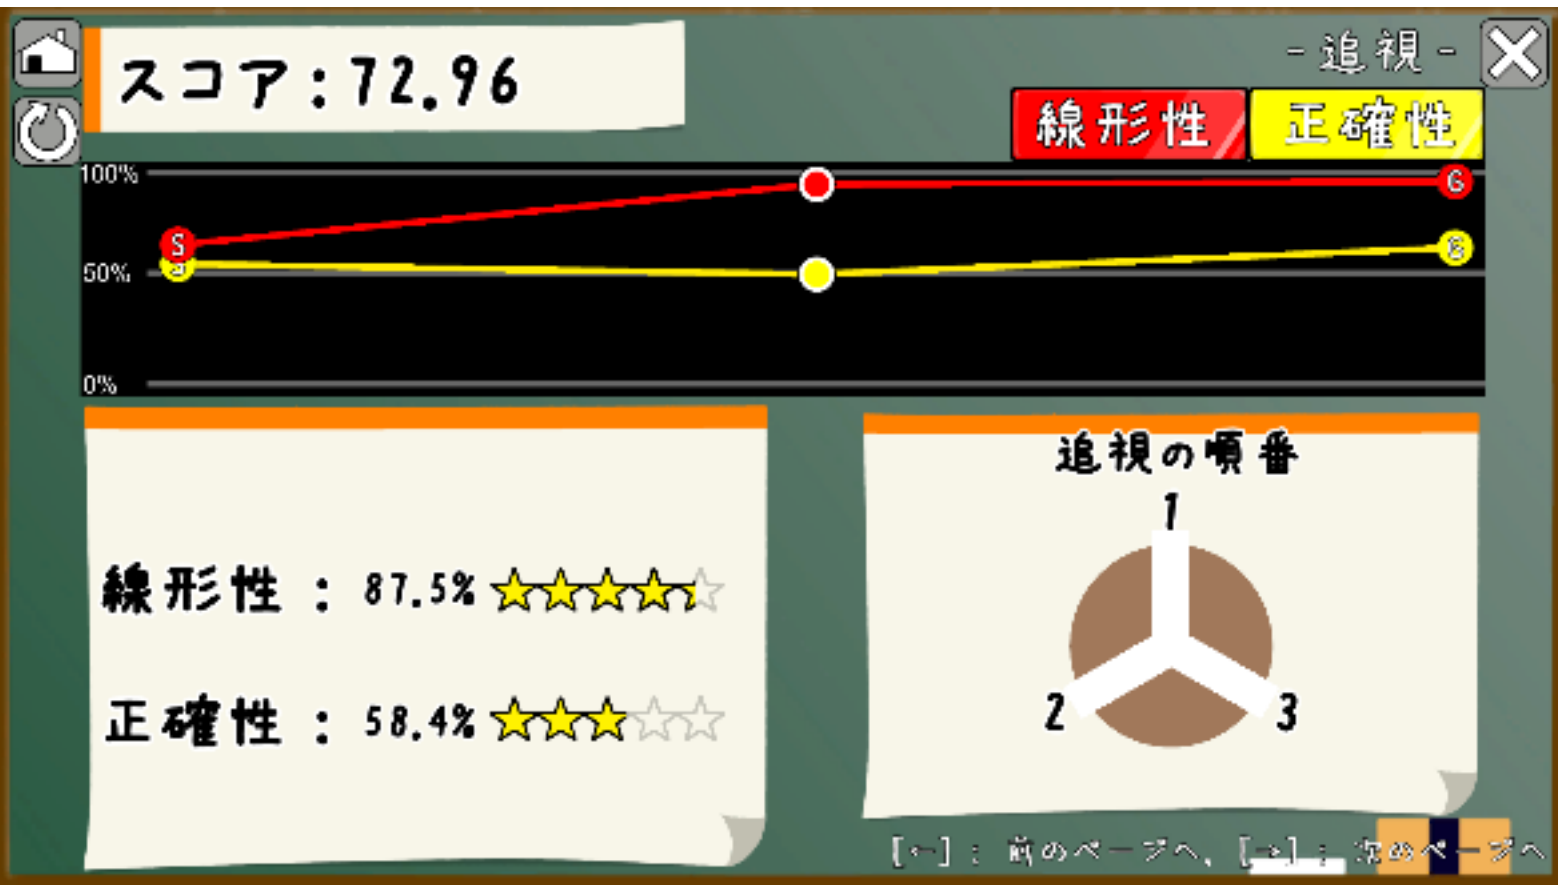 スコア:72.96
-追視-
線形性 正確性
100%
S G
50%
0%
追視の順番
1
線形性 : 87.5%
2 3
正確性 : 58.4%
[←] : 前のページへ、[→] : 次のページへ